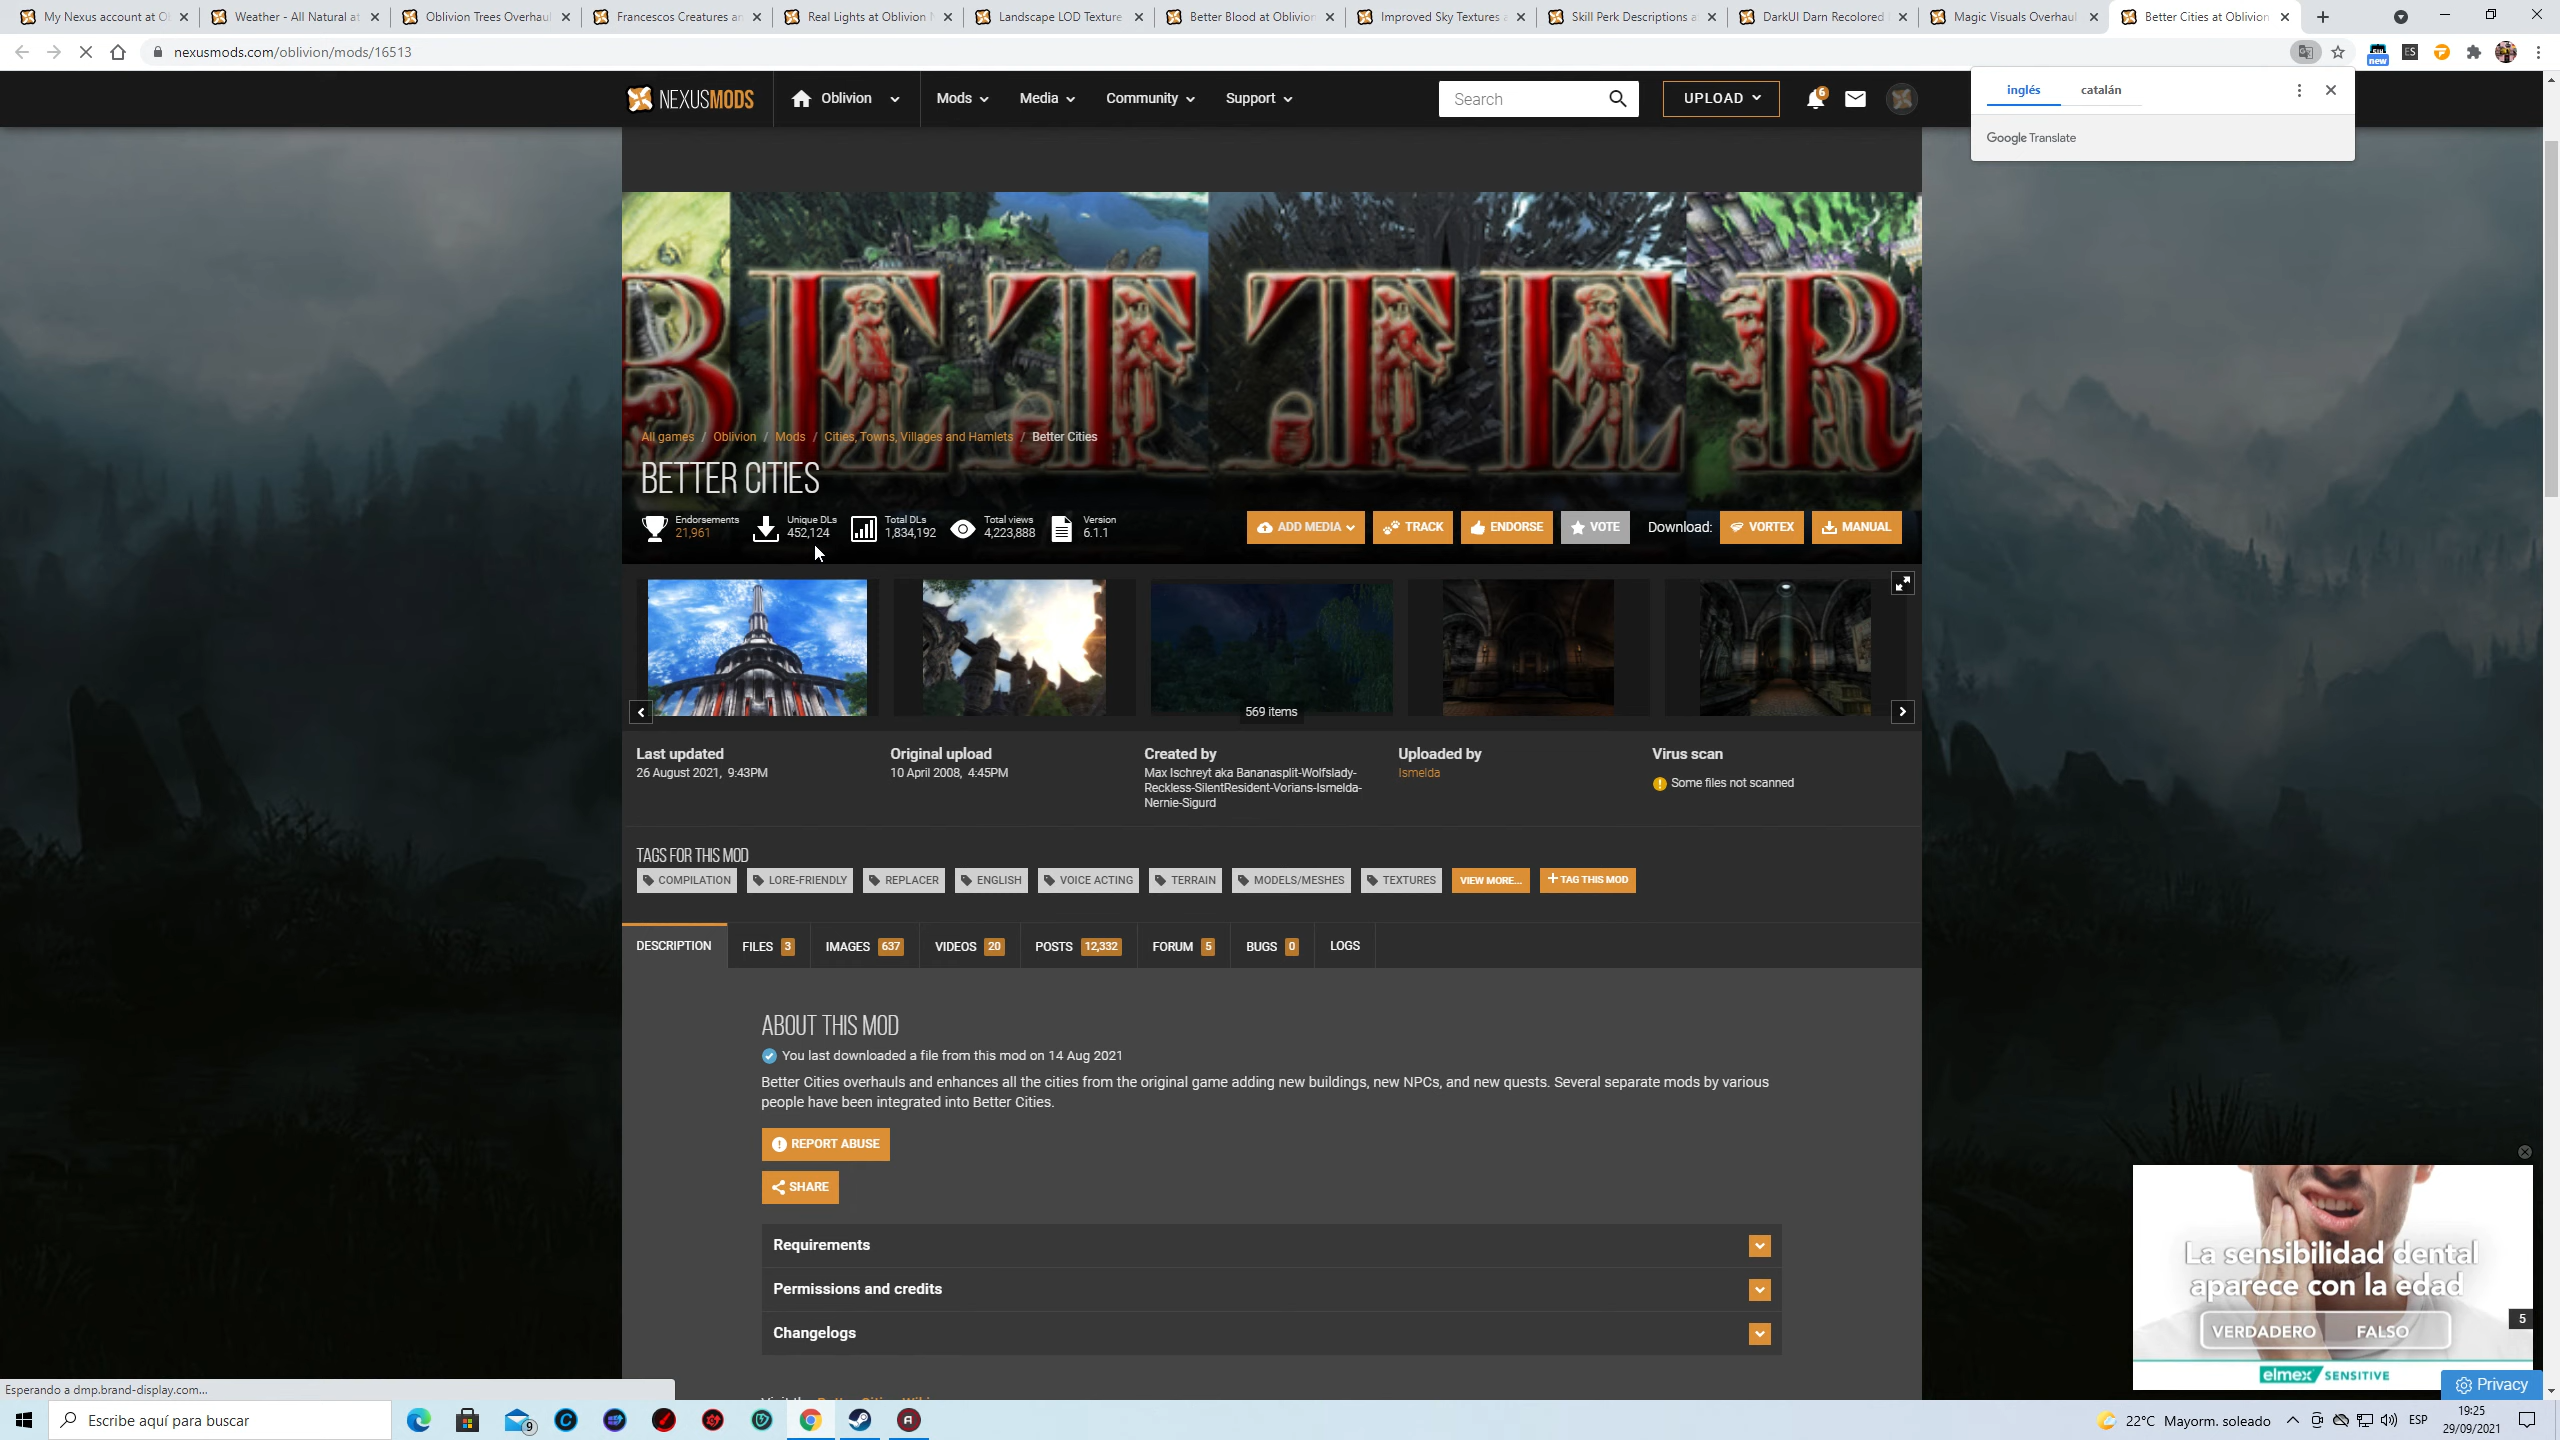 My Nexus account at O
Weather - All Natural at
Oblivion Trees Overhaul
Francescos Creatures an
Real Lights at Oblivion
Landscape LOD Texture
Better Blood at Oblivion
Improved Sky Textures
Skill Perk Descriptions a
DarkUI Darn Recolored
Magic Visuals Overhaul
Better Cities at Oblivion
nexusmods.com/oblivion/mods/16513
new
ES
NEXUSMODS
Oblivion
Mods
Media
Community
Support
Search
UPLOAD
6
inglés
catalán
Google Translate
BETTER
All games / Oblivion / Mods / Cities, Towns, Villages and Hamlets / Better Cities
BETTER CITIES
Endorsements
21,961
Unique DLs
452,124
Total DLs
1,834,192
Total views
4,223,888
Version
6.1.1
ADD MEDIA
TRACK
ENDORSE
VOTE
Download:
VORTEX
MANUAL
569 items
Last updated
26 August 2021, 9:43PM
Original upload
10 April 2008, 4:45PM
Created by
Max Ischreyt aka Bananasplit-Wolfslady-
Reckless-SilentResident-Vorians-Ismelda-
Nernie-Sigurd
Uploaded by
Ismelda
Virus scan
Some files not scanned
TAGS FOR THIS MOD
COMPILATION
LORE-FRIENDLY
REPLACER
ENGLISH
VOICE ACTING
TERRAIN
MODELS/MESHES
TEXTURES
VIEW MORE...
+ TAG THIS MOD
DESCRIPTION
FILES 3
IMAGES 637
VIDEOS 20
POSTS 12,332
FORUM 5
BUGS 0
LOGS
ABOUT THIS MOD
You last downloaded a file from this mod on 14 Aug 2021
Better Cities overhauls and enhances all the cities from the original game adding new buildings, new NPCs, and new quests. Several separate mods by various
people have been integrated into Better Cities.
REPORT ABUSE
SHARE
Requirements
Permissions and credits
Changelogs
La sensibilidad dental
aparece con la edad
VERDADERO FALSO
5
elmex SENSITIVE
Privacy
Esperando a dmp.brand-display.com...
Escribe aquí para buscar
9
22°C Mayorm. soleado
ESP
19:25
29/09/2021